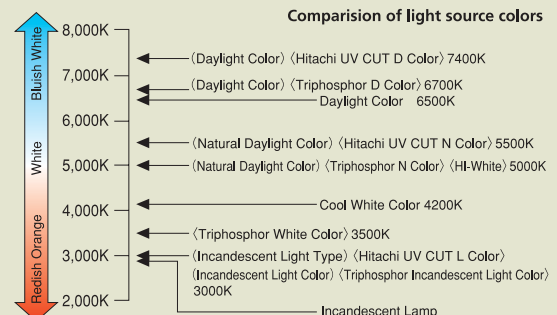 Comparision of light source colors
Bluish White
White
Redish Orange
8,000K
7,000K
6,000K
5,000K
4,000K
3,000K
2,000K
(Daylight Color) 〈Hitachi UV CUT D Color〉 7400K
(Daylight Color) 〈Triphosphor D Color〉 6700K
Daylight Color 6500K
(Natural Daylight Color) 〈Hitachi UV CUT N Color〉 5500K
(Natural Daylight Color) 〈Triphosphor N Color〉 〈HI-White〉 5000K
Cool White Color 4200K
〈Triphosphor White Color〉 3500K
(Incandescent Light Type) 〈Hitachi UV CUT L Color〉
(Incandescent Light Color) 〈Triphosphor Incandescent Light Color〉
3000K
Incandescent Lamp